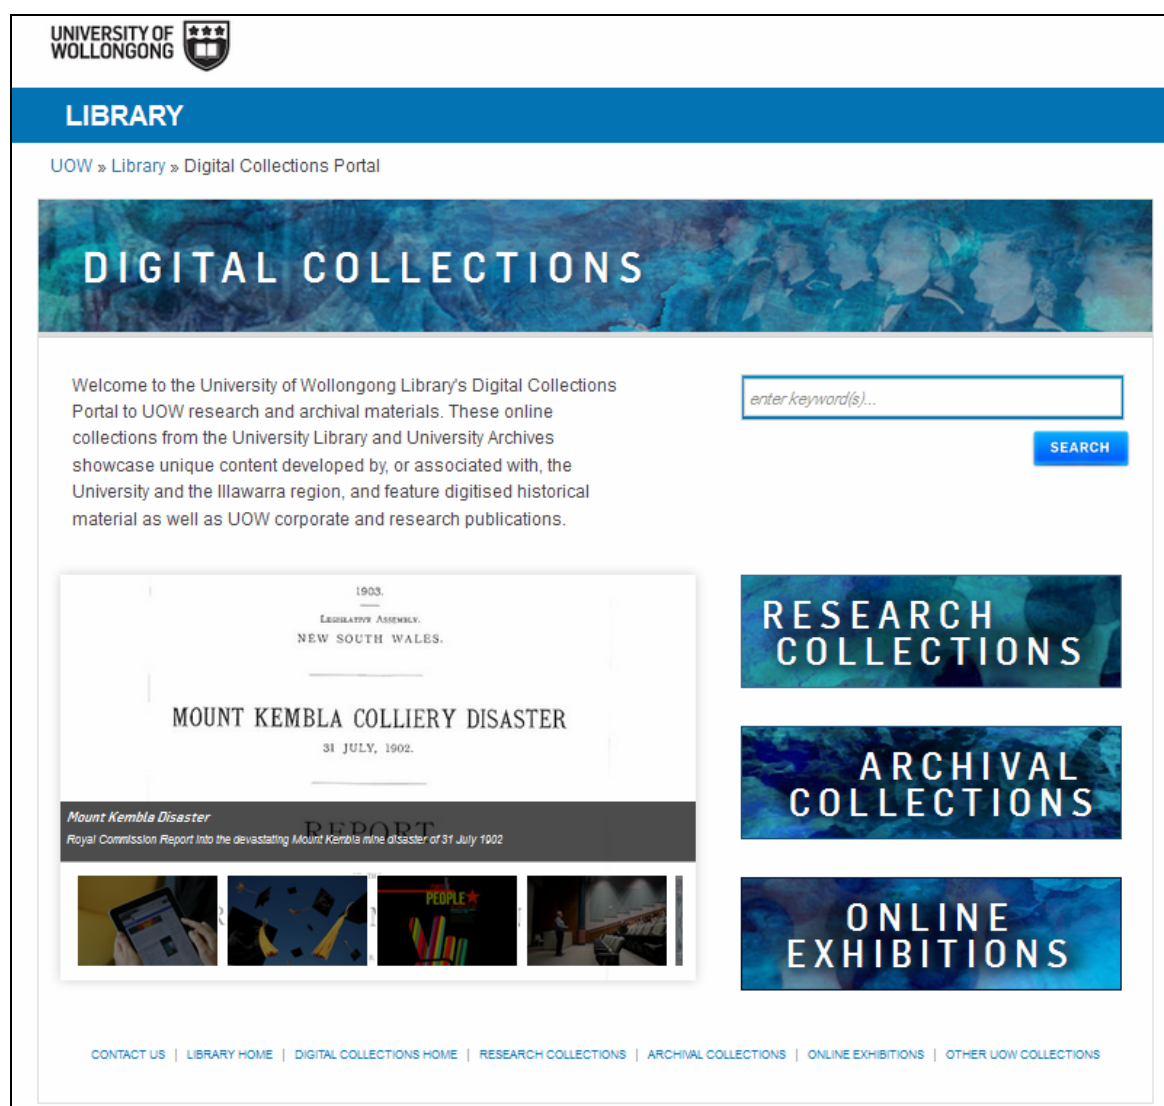 UNIVERSITY OF
WOLLONGONG
LIBRARY
UOW » Library » Digital Collections Portal
DIGITAL COLLECTIONS
Welcome to the University of Wollongong Library's Digital Collections
Portal to UOW research and archival materials. These online
collections from the University Library and University Archives
showcase unique content developed by, or associated with, the
University and the Illawarra region, and feature digitised historical
material as well as UOW corporate and research publications.
enter keyword(s)...
SEARCH
1903.
LEGISLATIVE ASSEMBLY.
NEW SOUTH WALES.
MOUNT KEMBLA COLLIERY DISASTER
31 JULY, 1902.
REPORT
Mount Kembla Disaster
Royal Commission Report into the devastating Mount Kembla mine disaster of 31 July 1902
PEOPLE
RESEARCH
COLLECTIONS
ARCHIVAL
COLLECTIONS
ONLINE
EXHIBITIONS
CONTACT US | LIBRARY HOME | DIGITAL COLLECTIONS HOME | RESEARCH COLLECTIONS | ARCHIVAL COLLECTIONS | ONLINE EXHIBITIONS | OTHER UOW COLLECTIONS